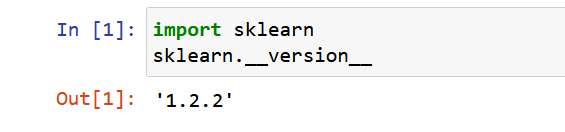 In [1]: import sklearn
sklearn.__version__
Out[1]: '1.2.2'